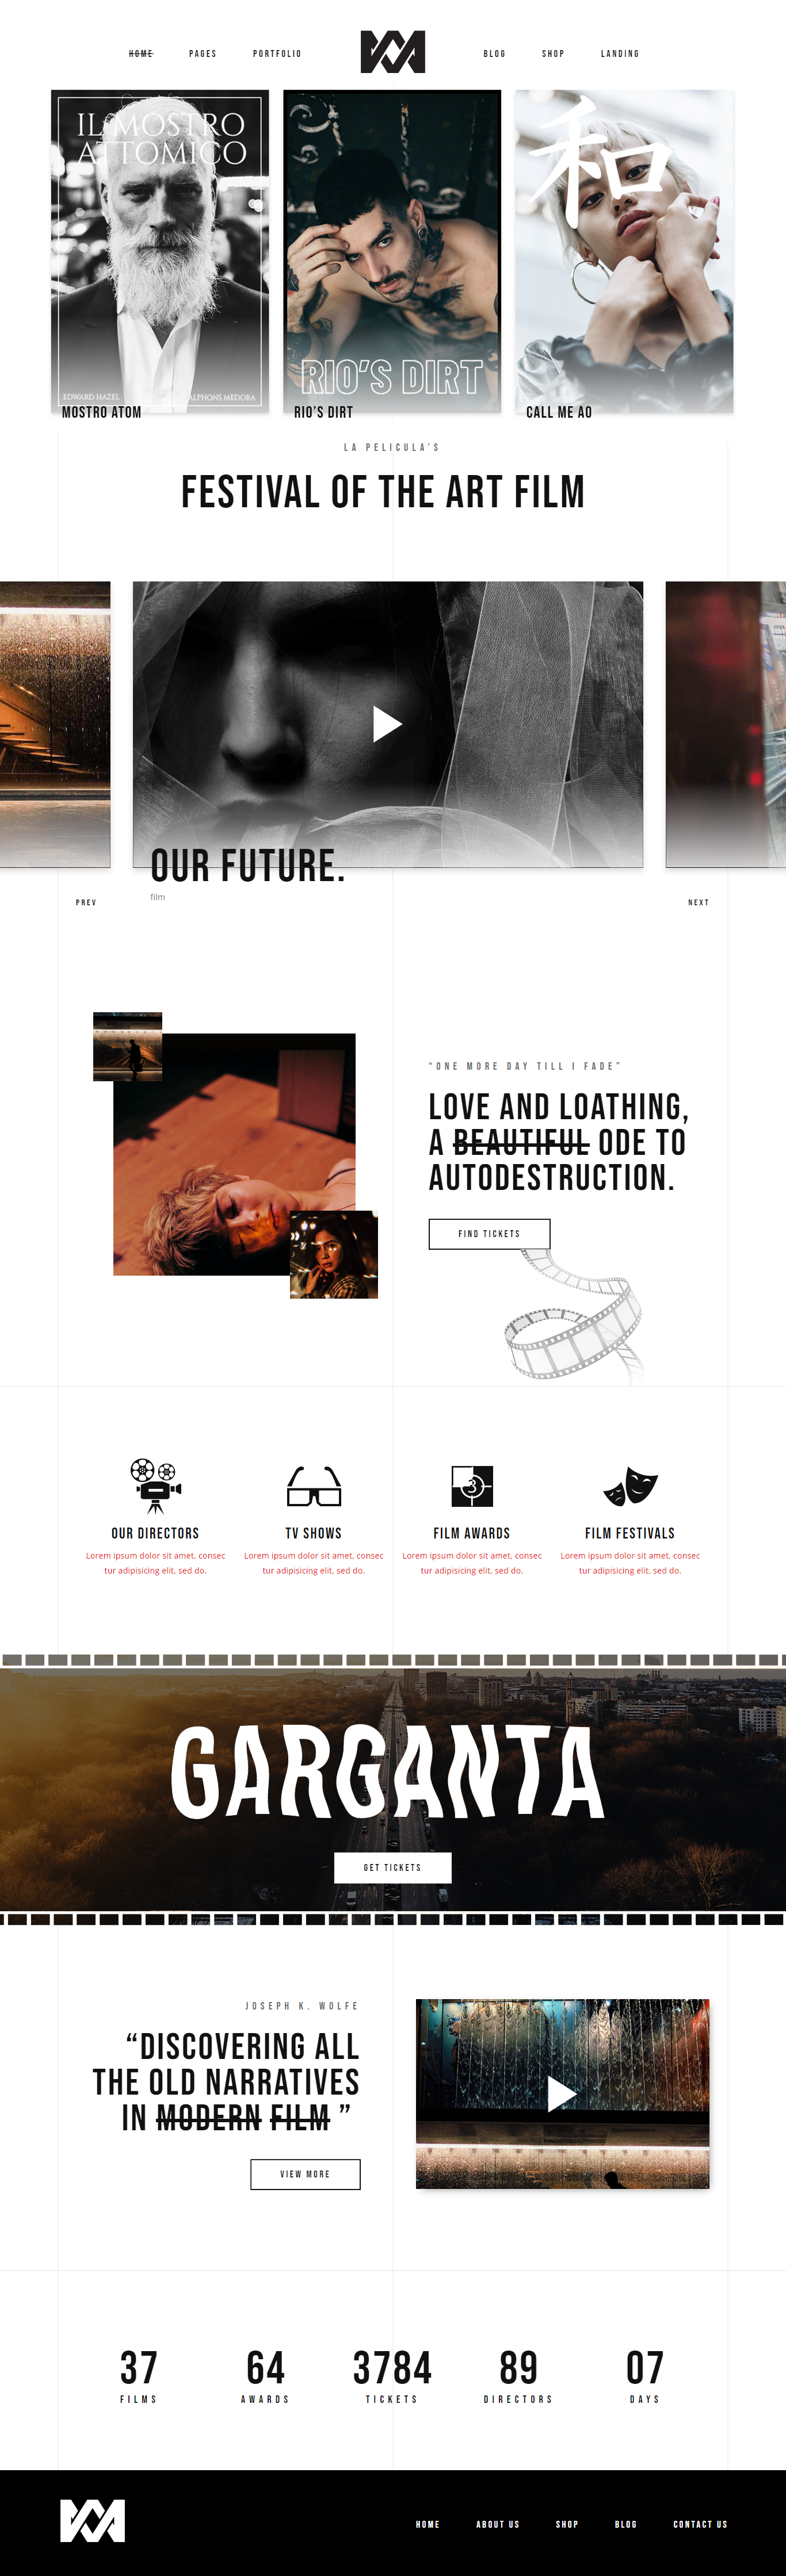 HOME
PAGES
PORTFOLIO
BLOG
SHOP
LANDING
IL MOSTRO
ATTOMICO
EDWARD HAZEL
ALPHONS MEDORA
MOSTRO ATOM
RIO'S DIRT
RIO'S DIRT
和
CALL ME AO
LA PELICULA'S
FESTIVAL OF THE ART FILM
OUR FUTURE.
film
PREV
NEXT
"ONE MORE DAY TILL I FADE"
LOVE AND LOATHING,
A BEAUTIFUL ODE TO
AUTODESTRUCTION.
FIND TICKETS
3
OUR DIRECTORS
Lorem ipsum dolor sit amet, consec
tur adipisicing elit, sed do.
TV SHOWS
Lorem ipsum dolor sit amet, consec
tur adipisicing elit, sed do.
FILM AWARDS
Lorem ipsum dolor sit amet, consec
tur adipisicing elit, sed do.
FILM FESTIVALS
Lorem ipsum dolor sit amet, consec
tur adipisicing elit, sed do.
GARGANTA
GET TICKETS
JOSEPH K. WOLFE
“DISCOVERING ALL
THE OLD NARRATIVES
IN MODERN FILM ”
VIEW MORE
37
FILMS
64
AWARDS
3784
TICKETS
89
DIRECTORS
07
DAYS
HOME
ABOUT US
SHOP
BLOG
CONTACT US